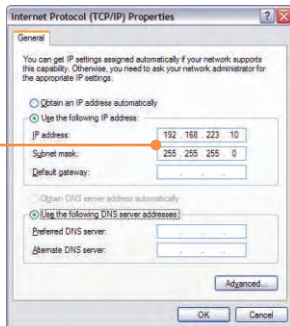 Internet Protocol (TCP/IP) Properties
General
You can get IP settings assigned automatically if your network supports
this capability. Otherwise, you need to ask your network administrator for
the appropriate IP settings.
Obtain an IP address automatically
Use the following IP address:
IP address: 192 . 168 . 223 . 10
Subnet mask: 255 . 255 . 255 . 0
Default gateway: . . .
Obtain DNS server address automatically
Use the following DNS server addresses:
Preferred DNS server: . . .
Alternate DNS server: . . .
Advanced...
OK Cancel